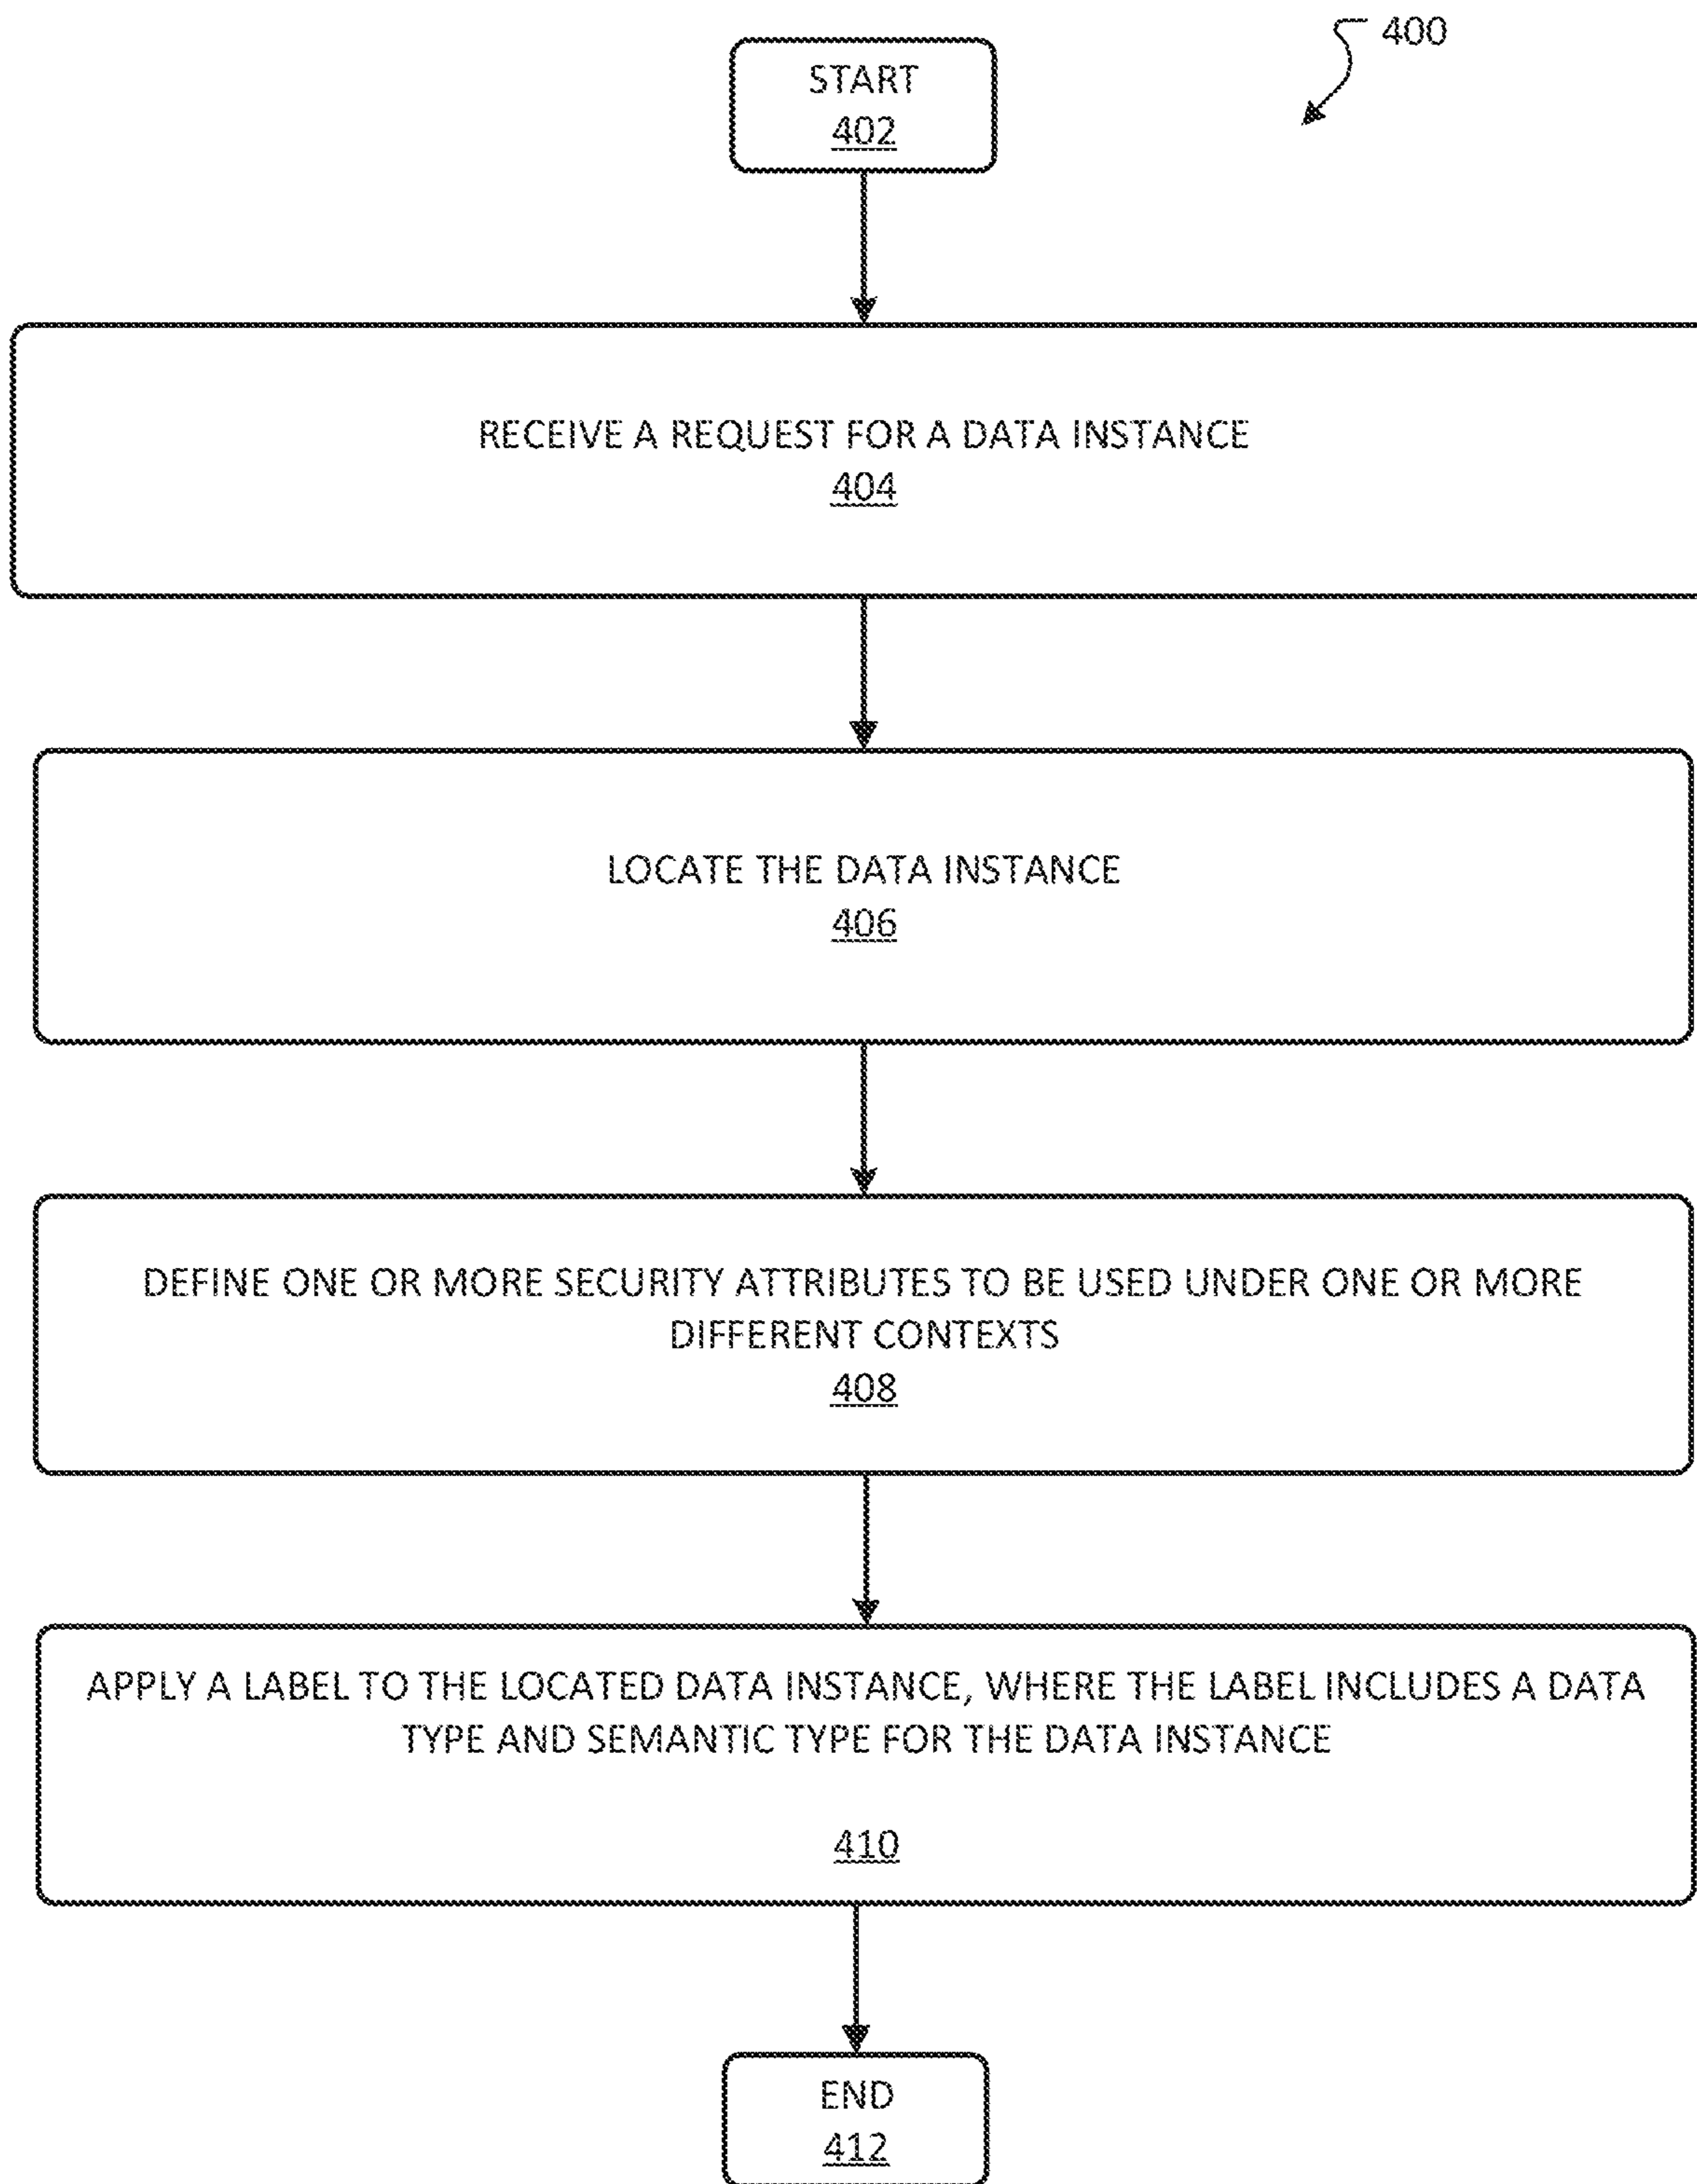 400
START
402
RECEIVE A REQUEST FOR A DATA INSTANCE
404
LOCATE THE DATA INSTANCE
406
DEFINE ONE OR MORE SECURITY ATTRIBUTES TO BE USED UNDER ONE OR MORE
DIFFERENT CONTEXTS
408
APPLY A LABEL TO THE LOCATED DATA INSTANCE, WHERE THE LABEL INCLUDES A DATA
TYPE AND SEMANTIC TYPE FOR THE DATA INSTANCE
410
END
412